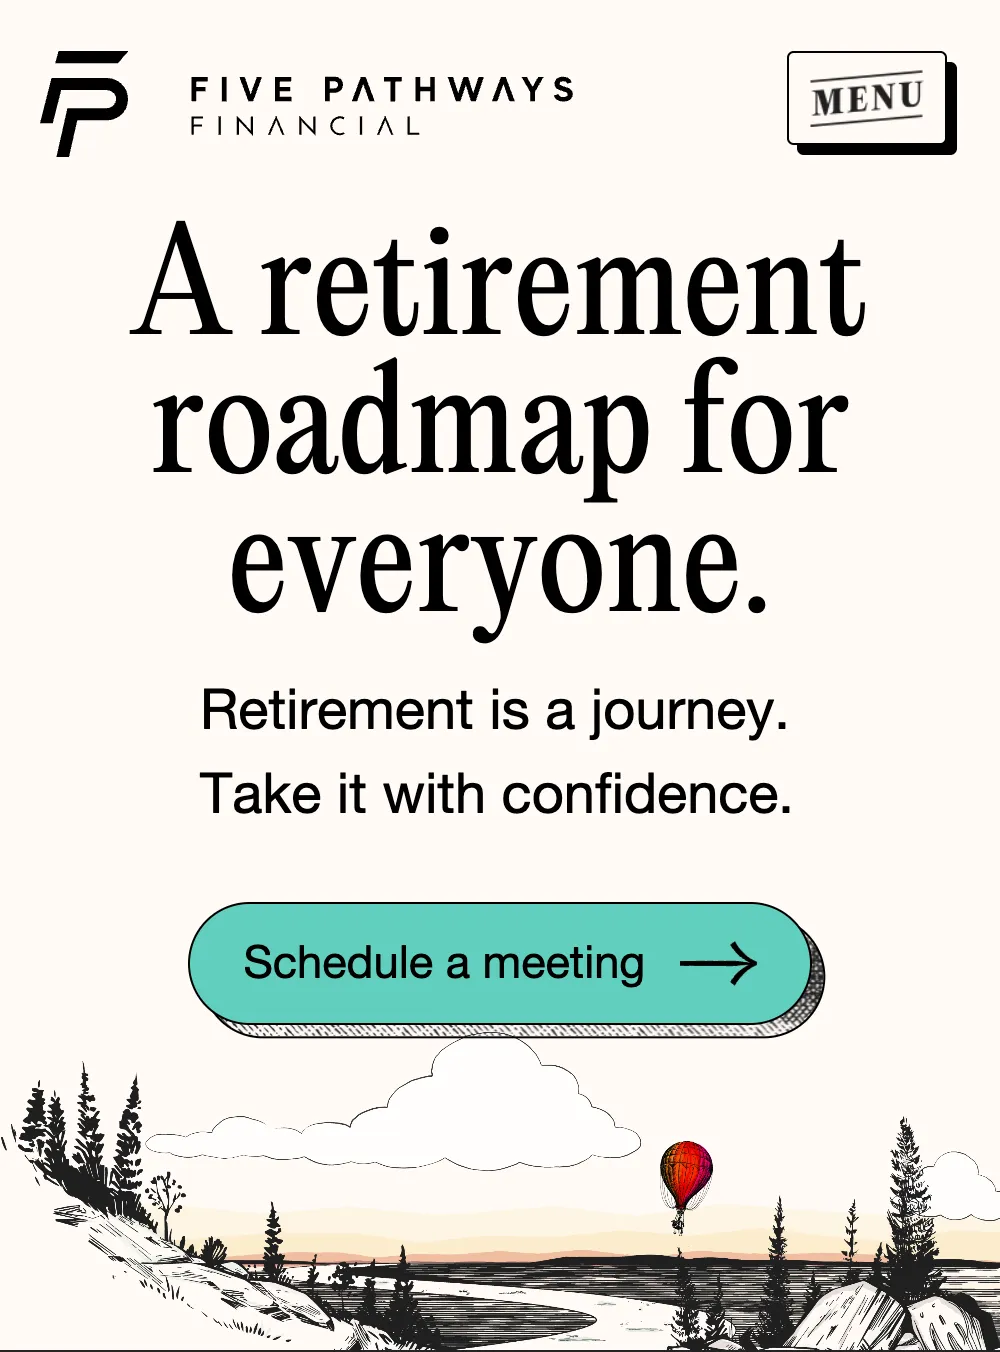 FIVE PATHWAYS
FINANCIAL
MENU
A retirement
roadmap for
everyone.
Retirement is a journey.
Take it with confidence.
Schedule a meeting